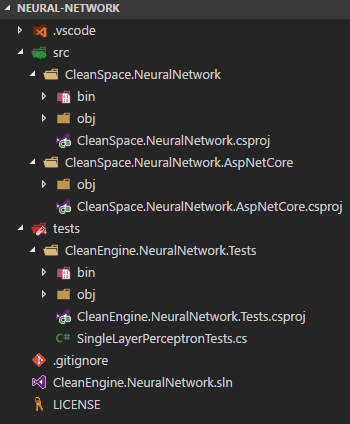 NEURAL-NETWORK
.vscode
src
CleanSpace.NeuralNetwork
bin
obj
CleanSpace.NeuralNetwork.csproj
CleanSpace.NeuralNetwork.AspNetCore
obj
CleanSpace.NeuralNetwork.AspNetCore.csproj
tests
CleanEngine.NeuralNetwork.Tests
bin
obj
CleanEngine.NeuralNetwork.Tests.csproj
C# SingleLayerPerceptronTests.cs
.gitignore
CleanEngine.NeuralNetwork.sln
LICENSE